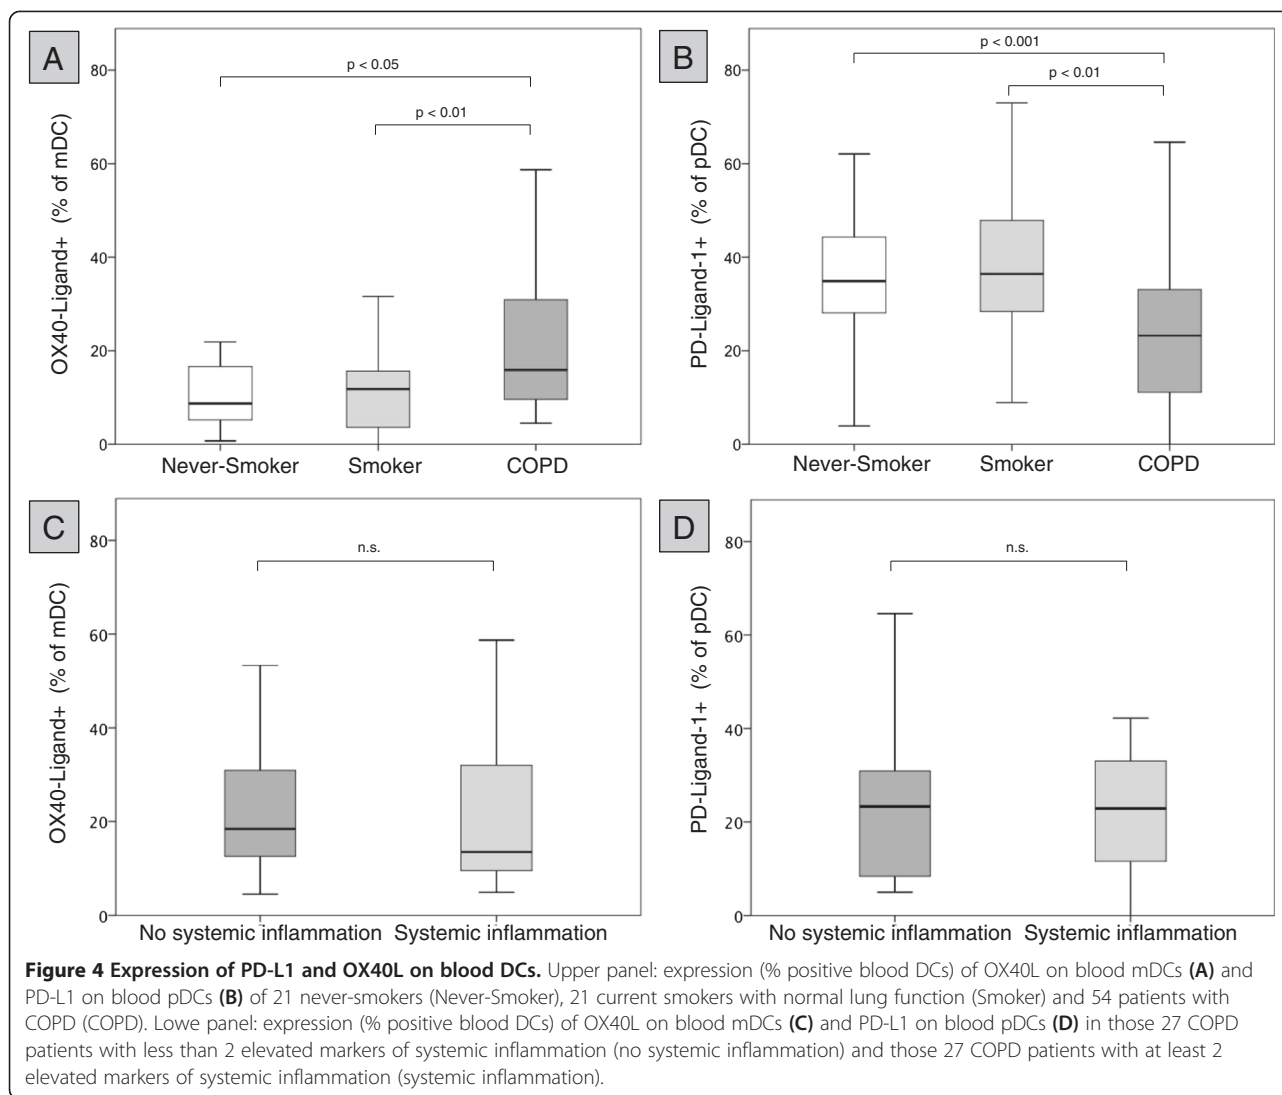 A
OX40-Ligand+ (% of mDC)
80
60
40
20
0
p < 0.05
p < 0.01
Never-Smoker Smoker COPD
B
PD-Ligand-1+ (% of pDC)
80
60
40
20
0
p < 0.001
p < 0.01
Never-Smoker Smoker COPD
C
OX40-Ligand+ (% of mDC)
80
60
40
20
0
n.s.
No systemic inflammation Systemic inflammation
D
PD-Ligand-1+ (% of pDC)
80
60
40
20
0
n.s.
No systemic inflammation Systemic inflammation
Figure 4 Expression of PD-L1 and OX40L on blood DCs. Upper panel: expression (% positive blood DCs) of OX40L on blood mDCs (A) and
PD-L1 on blood pDCs (B) of 21 never-smokers (Never-Smoker), 21 current smokers with normal lung function (Smoker) and 54 patients with
COPD (COPD). Lowe panel: expression (% positive blood DCs) of OX40L on blood mDCs (C) and PD-L1 on blood pDCs (D) in those 27 COPD
patients with less than 2 elevated markers of systemic inflammation (no systemic inflammation) and those 27 COPD patients with at least 2
elevated markers of systemic inflammation (systemic inflammation).